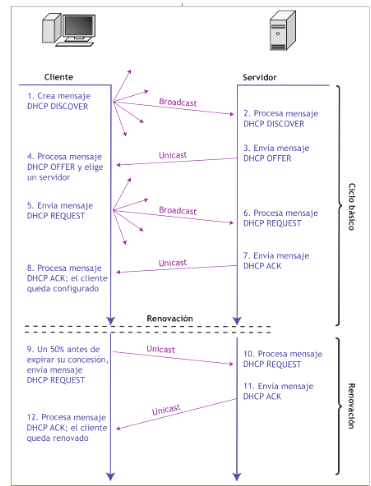 Cliente
Servidor
1. Crea mensaje
DHCP DISCOVER
Broadcast
2. Procesa mensaje
DHCP DISCOVER
3. Envía mensaje
DHCP OFFER
Unicast
4. Procesa mensaje
DHCP OFFER y elige
un servidor
5. Envía mensaje
DHCP REQUEST
Broadcast
6. Procesa mensaje
DHCP REQUEST
7. Envía mensaje
DHCP ACK
Unicast
8. Procesa mensaje
DHCP ACK; el cliente
queda configurado
Ciclo básico
Renovación
9. Un 50% antes de
expirar su concesión,
envía mensaje
DHCP REQUEST
Unicast
10. Procesa mensaje
DHCP REQUEST
11. Envía mensaje
DHCP ACK
Unicast
12. Procesa mensaje
DHCP ACK; el cliente
queda renovado
Renovación